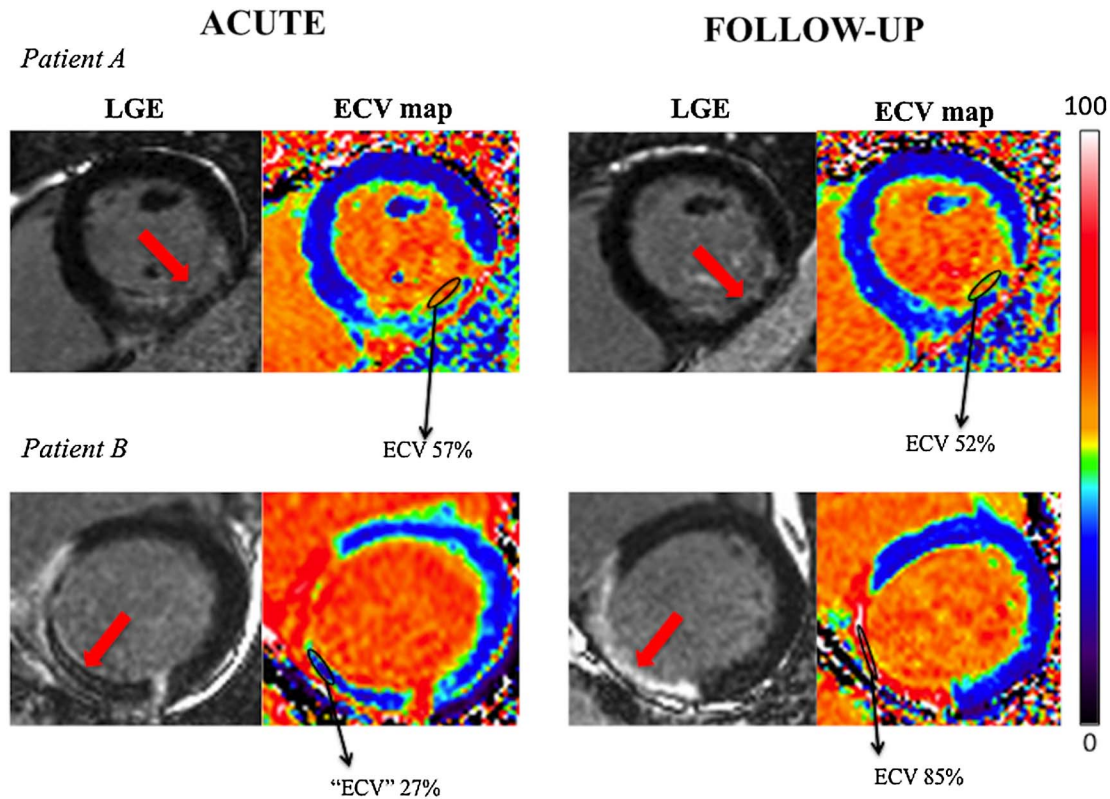 ACUTE
FOLLOW-UP
Patient A
LGE
ECV map
LGE
ECV map
100
ECV 57%
ECV 52%
Patient B
0
“ECV” 27%
ECV 85%